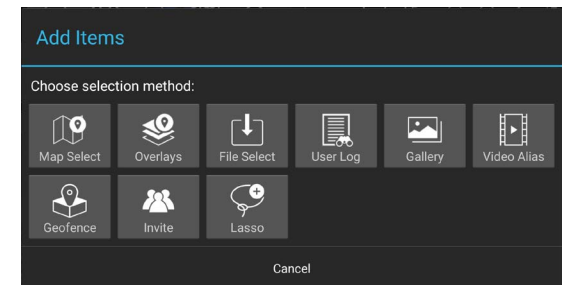 Add Items
Choose selection method:
Map Select Overlays File Select User Log Gallery Video Alias
Geofence Invite Lasso
Cancel